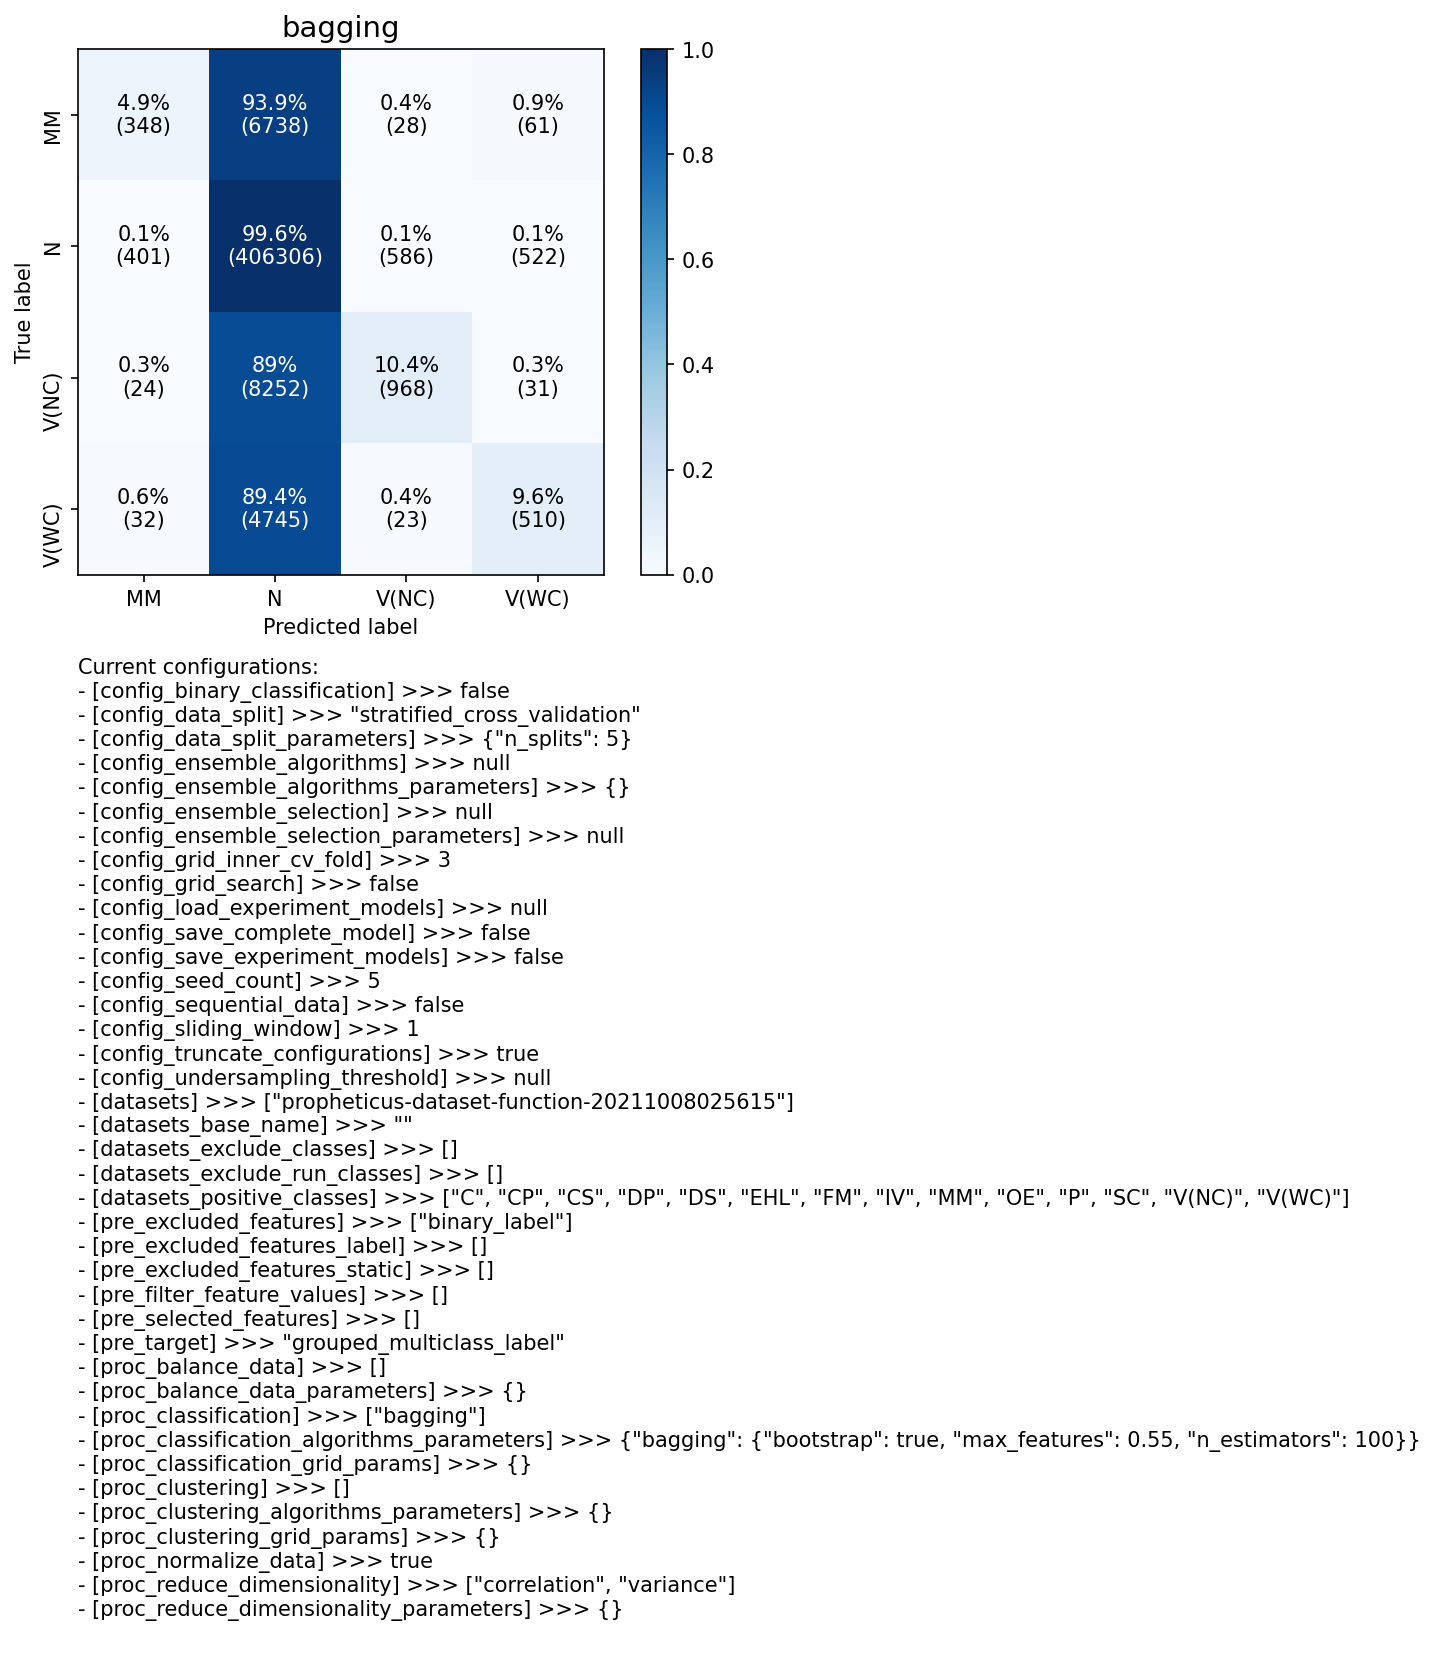 bagging
4.9% 93.9% 0.4% 0.9%
(348) (6738) (28) (61)
0.1% 99.6% 0.1% 0.1%
(401) (406306) (586) (522)
0.3% 89% 10.4% 0.3%
(24) (8252) (968) (31)
0.6% 89.4% 0.4% 9.6%
(32) (4745) (23) (510)
True label
MM
N
V(NC)
V(WC)
MM N V(NC) V(WC)
Predicted label
1.0
0.8
0.6
0.4
0.2
0.0
Current configurations:
- [config_binary_classification] >>> false
- [config_data_split] >>> "stratified_cross_validation"
- [config_data_split_parameters] >>> {"n_splits": 5}
- [config_ensemble_algorithms] >>> null
- [config_ensemble_algorithms_parameters] >>> {}
- [config_ensemble_selection] >>> null
- [config_ensemble_selection_parameters] >>> null
- [config_grid_inner_cv_fold] >>> 3
- [config_grid_search] >>> false
- [config_load_experiment_models] >>> null
- [config_save_complete_model] >>> false
- [config_save_experiment_models] >>> false
- [config_seed_count] >>> 5
- [config_sequential_data] >>> false
- [config_sliding_window] >>> 1
- [config_truncate_configurations] >>> true
- [config_undersampling_threshold] >>> null
- [datasets] >>> ["propheticus-dataset-function-20211008025615"]
- [datasets_base_name] >>> ""
- [datasets_exclude_classes] >>> []
- [datasets_exclude_run_classes] >>> []
- [datasets_positive_classes] >>> ["C", "CP", "CS", "DP", "DS", "EHL", "FM", "IV", "MM", "OE", "P", "SC", "V(NC)", "V(WC)"]
- [pre_excluded_features] >>> ["binary_label"]
- [pre_excluded_features_label] >>> []
- [pre_excluded_features_static] >>> []
- [pre_filter_feature_values] >>> []
- [pre_selected_features] >>> []
- [pre_target] >>> "grouped_multiclass_label"
- [proc_balance_data] >>> []
- [proc_balance_data_parameters] >>> {}
- [proc_classification] >>> ["bagging"]
- [proc_classification_algorithms_parameters] >>> {"bagging": {"bootstrap": true, "max_features": 0.55, "n_estimators": 100}}
- [proc_classification_grid_params] >>> {}
- [proc_clustering] >>> []
- [proc_clustering_algorithms_parameters] >>> {}
- [proc_clustering_grid_params] >>> {}
- [proc_normalize_data] >>> true
- [proc_reduce_dimensionality] >>> ["correlation", "variance"]
- [proc_reduce_dimensionality_parameters] >>> {}